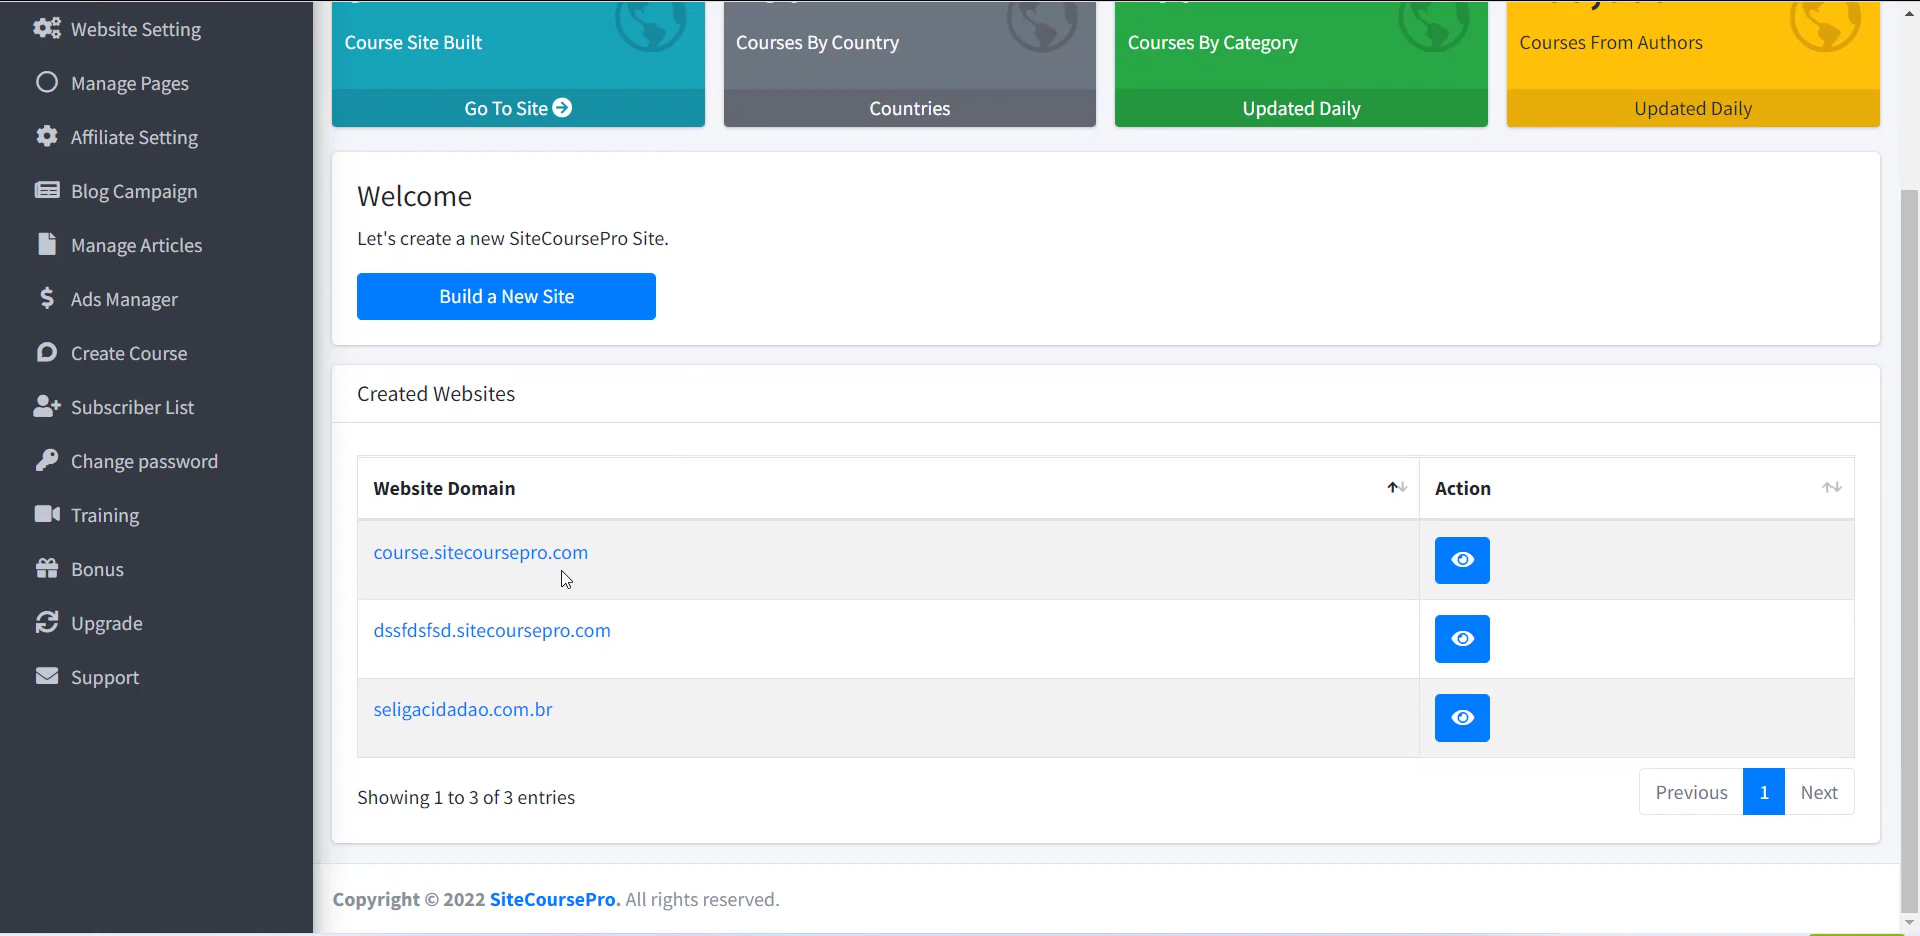 Website Setting
Manage Pages
Affiliate Setting
Blog Campaign
Manage Articles
Ads Manager
Create Course
Subscriber List
Change password
Training
Bonus
Upgrade
Support
Course Site Built
Go To Site
Courses By Country
Countries
Courses By Category
Updated Daily
Courses From Authors
Updated Daily
Welcome
Let's create a new SiteCoursePro Site.
Build a New Site
Created Websites
Website Domain Action
course.sitecoursepro.com
dssfdsfsd.sitecoursepro.com
seligacidadao.com.br
Showing 1 to 3 of 3 entries
Previous 1 Next
Copyright © 2022 SiteCoursePro. All rights reserved.